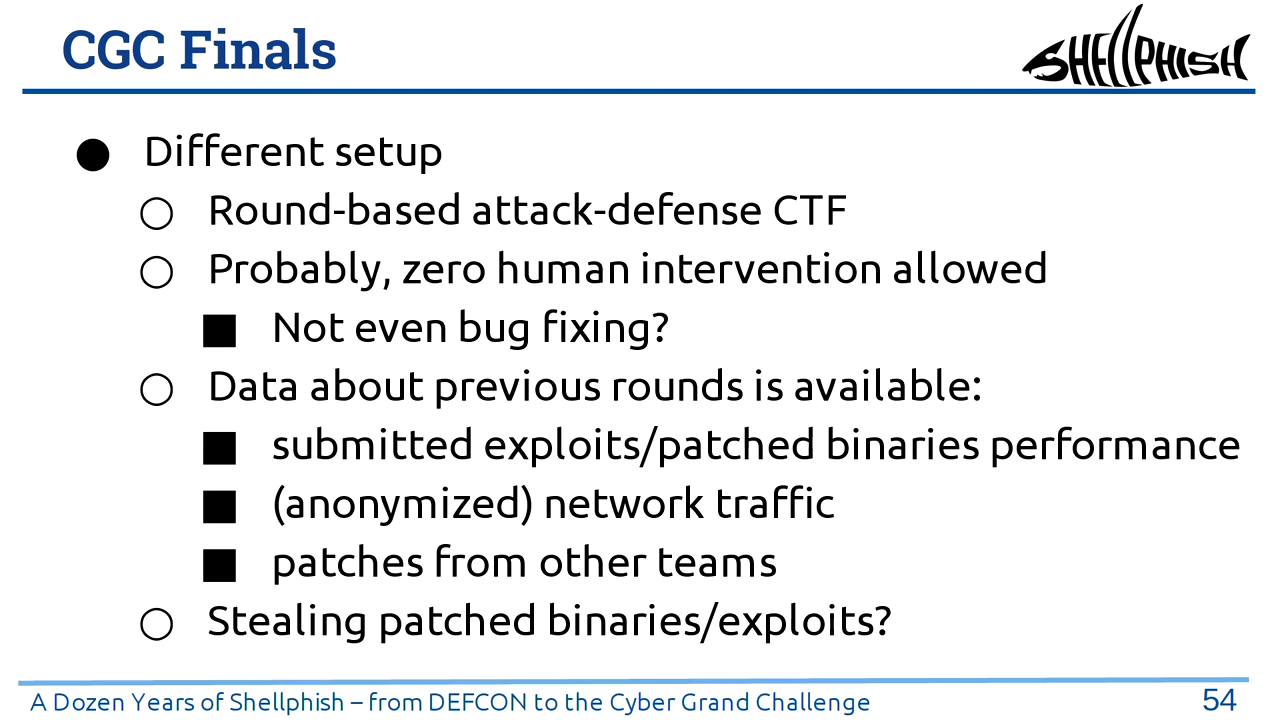 CGC Finals
SHELLPHISH
● Different setup
○ Round-based attack-defense CTF
○ Probably, zero human intervention allowed
■ Not even bug fixing?
○ Data about previous rounds is available:
■ submitted exploits/patched binaries performance
■ (anonymized) network traffic
■ patches from other teams
○ Stealing patched binaries/exploits?
A Dozen Years of Shellphish – from DEFCON to the Cyber Grand Challenge
54